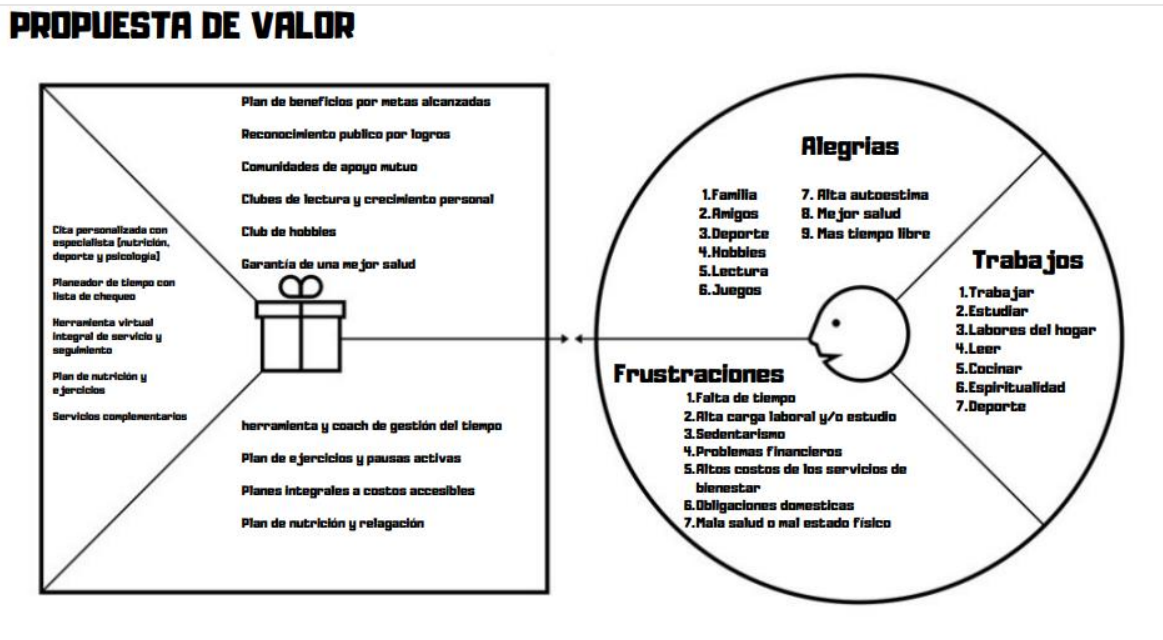 PROPUESTA DE VALOR
Plan de beneficios por metas alcanzadas
Reconocimiento publico por logros
Comunidades de apoyo mutuo
Clubes de lectura y crecimiento personal
Club de hobbies
Garantía de una mejor salud
Cita personalizada con
especialista (nutrición,
deporte y psicología)
Planeador de tiempo con
lista de chequeo
Herramienta virtual
integral de servicio y
seguimiento
Plan de nutrición y
ejercicios
Servicios complementarios
herramienta y coach de gestión del tiempo
Plan de ejercicios y pausas activas
Planes integrales a costos accesibles
Plan de nutrición y relagación
Alegrias
1.Familia
2.Amigos
3.Deporte
4.Hobbies
5.Lectura
6.Juegos
7. Alta autoestima
8. Mejor salud
9. Mas tiempo libre
Trabajos
1.Trabajar
2.Estudiar
3.Labores del hogar
4.Leer
5.Cocinar
6.Espiritualidad
7.Deporte
Frustraciones
1.Falta de tiempo
2.Alta carga laboral y/o estudio
3.Sedentarismo
4.Problemas financieros
5.Altos costos de los servicios de
bienestar
6.Obligaciones domesticas
7.Mala salud o mal estado físico